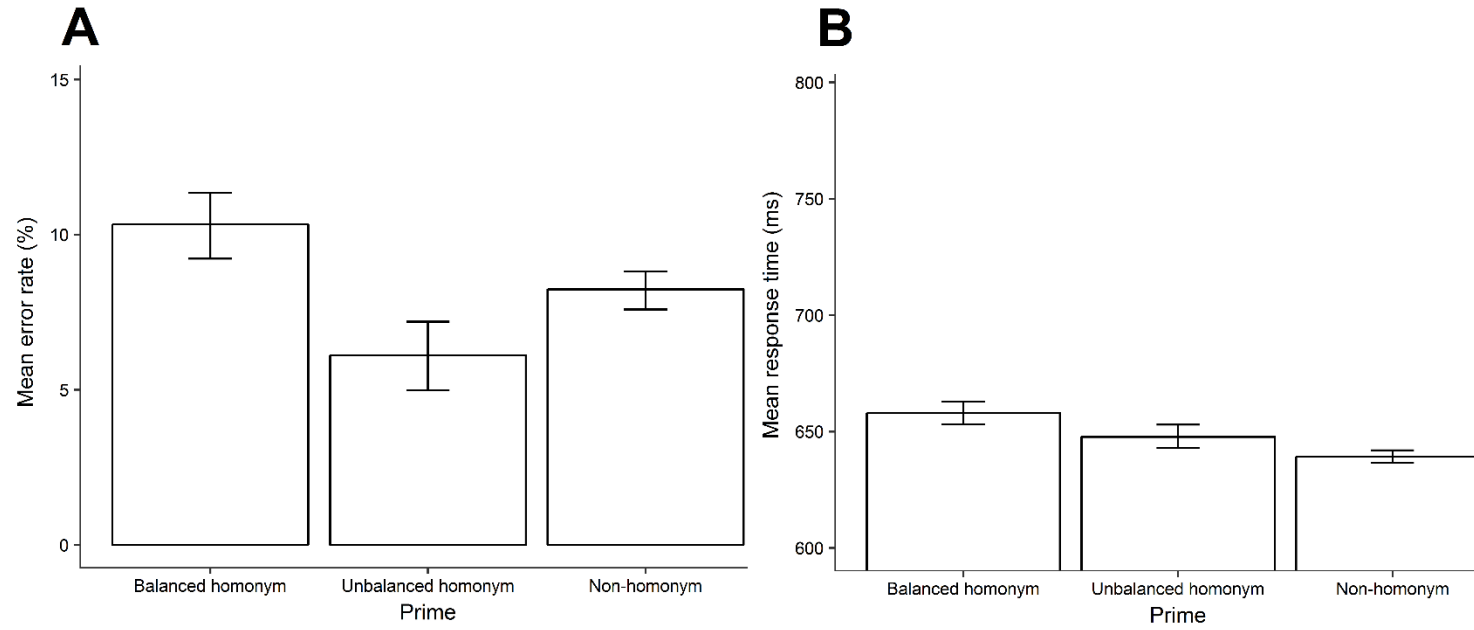 A
Mean error rate (%)
15
10
5
0
Balanced homonym
Unbalanced homonym
Non-homonym
Prime
B
Mean response time (ms)
800
750
700
650
600
Balanced homonym
Unbalanced homonym
Non-homonym
Prime